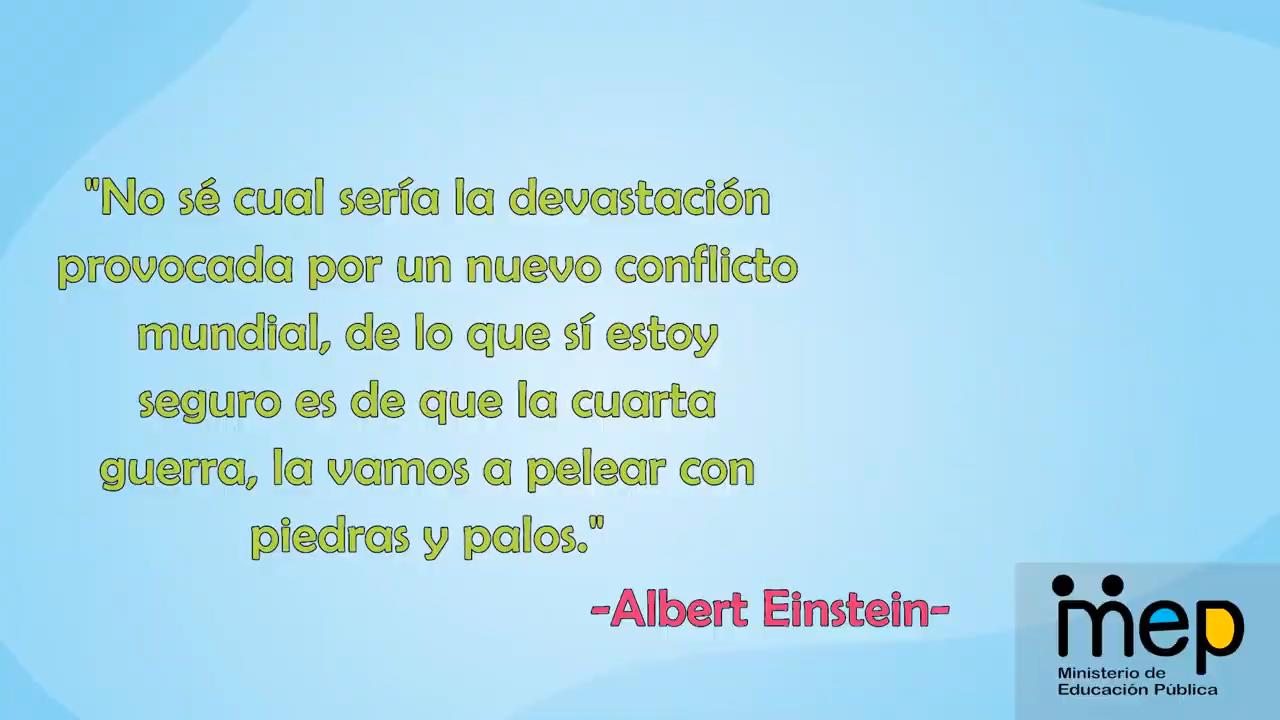 "No sé cual sería la devastación
provocada por un nuevo conflicto
mundial, de lo que sí estoy
seguro es de que la cuarta
guerra, la vamos a pelear con
piedras y palos."
-Albert Einstein-
mep
Ministerio de
Educación Pública